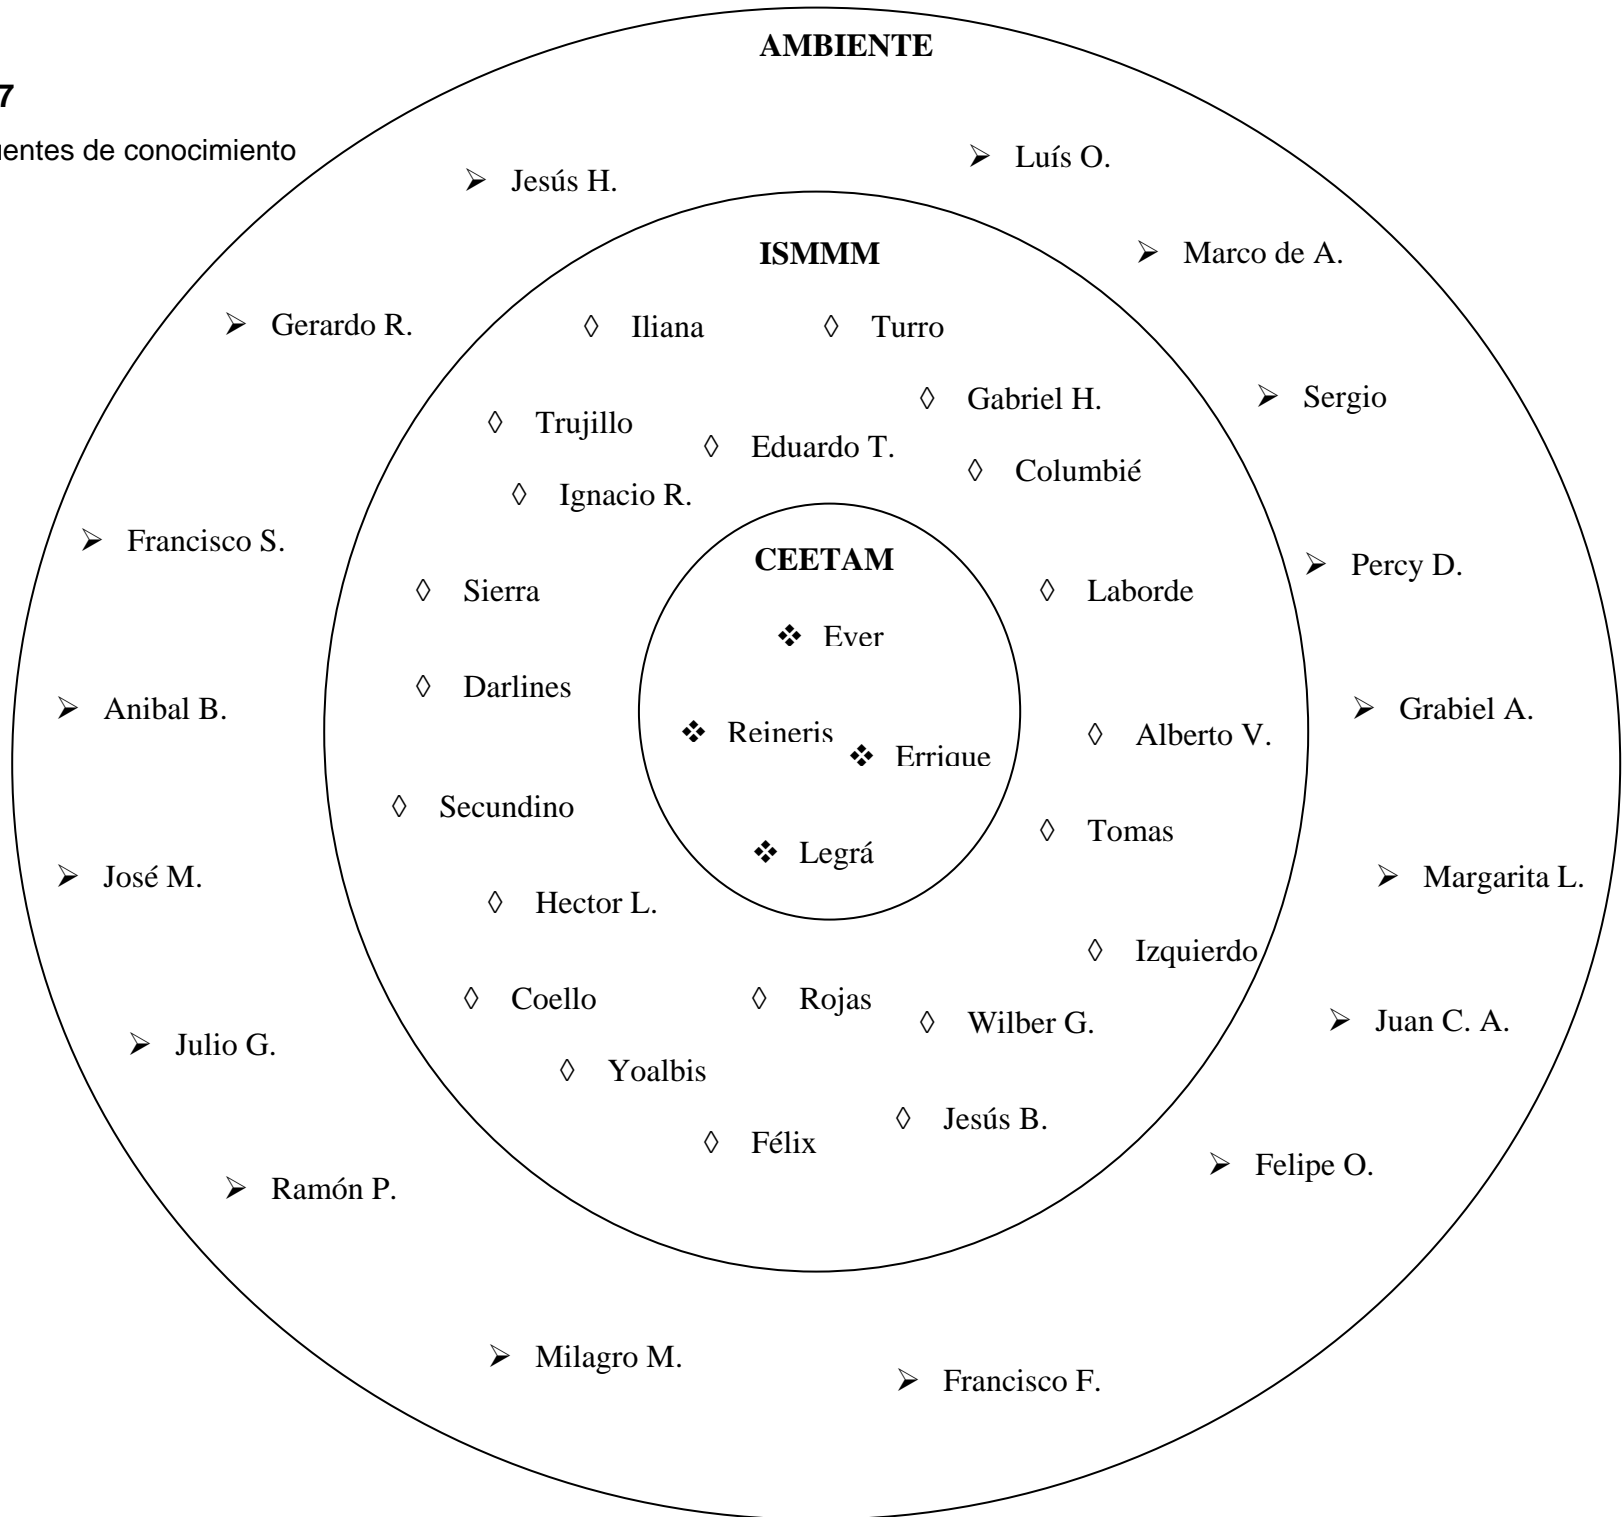 AMBIENTE
7
uentes de conocimiento
Luís O.
Jesús H.
ISMMM
Marco de A.
Gerardo R.
Iliana
Turro
Gabriel H.
Sergio
Trujillo
Eduardo T.
Columbié
Ignacio R.
Francisco S.
CEETAM
Percy D.
Sierra
Laborde
Ever
Darlines
Anibal B.
Grabiel A.
Reineris
Alberto V.
Errique
Secundino
Tomas
Legrá
José M.
Margarita L.
Hector L.
Izquierdo
Coello
Rojas
Wilber G.
Juan C. A.
Julio G.
Yoalbis
Jesús B.
Félix
Felipe O.
Ramón P.
Milagro M.
Francisco F.